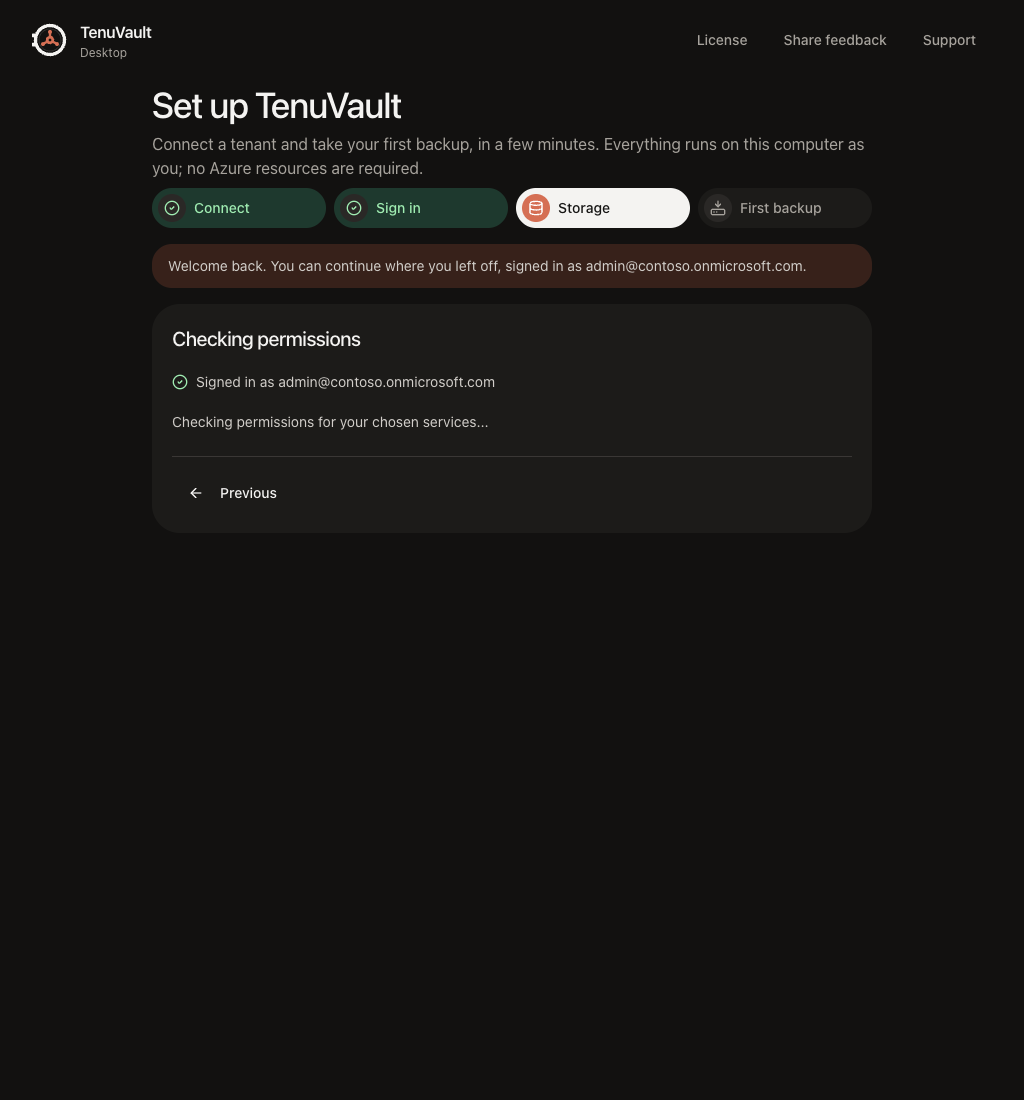 TenuVault
Desktop
License
Share feedback
Support
Set up TenuVault
Connect a tenant and take your first backup, in a few minutes. Everything runs on this computer as
you; no Azure resources are required.
Connect
Sign in
Storage
First backup
Welcome back. You can continue where you left off, signed in as admin@contoso.onmicrosoft.com.
Checking permissions
Signed in as admin@contoso.onmicrosoft.com
Checking permissions for your chosen services...
Previous